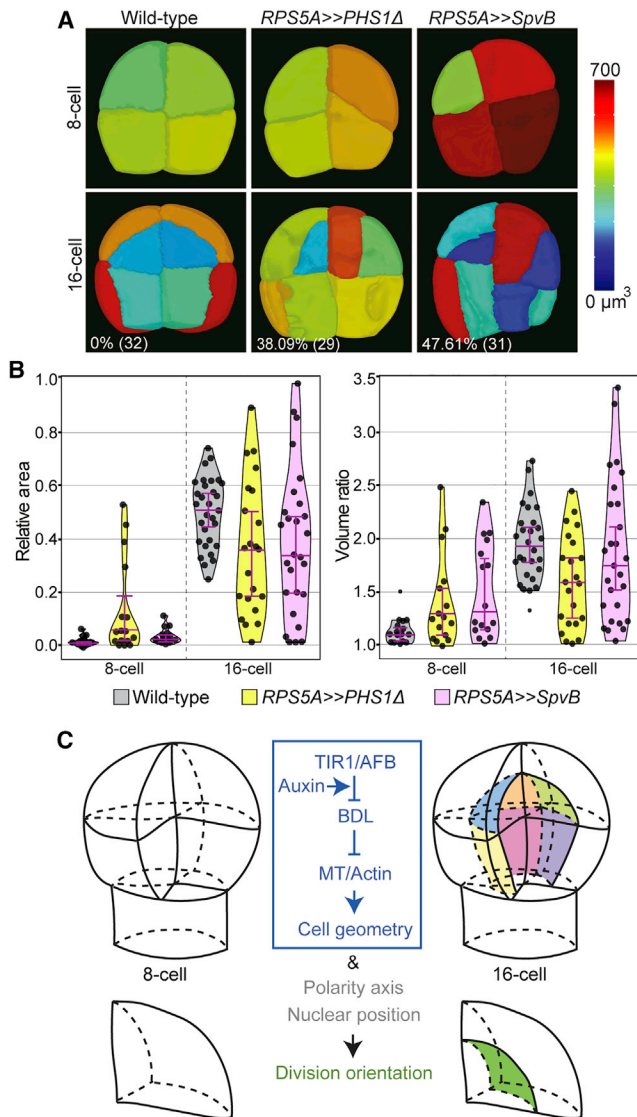 A
Wild-type
RPS5A>>PHS1Δ
RPS5A>>SpvB
8-cell
700
16-cell
0% (32)
38.09% (29)
47.61% (31)
0 μm³
B
Relative area
1.0
0.8
0.6
0.4
0.2
0.0
8-cell
16-cell
Volume ratio
3.5
3.0
2.5
2.0
1.5
1.0
8-cell
16-cell
Wild-type
RPS5A>>PHS1Δ
RPS5A>>SpvB
C
TIR1/AFB
Auxin
BDL
MT/Actin
Cell geometry
8-cell
&
16-cell
Polarity axis
Nuclear position
Division orientation